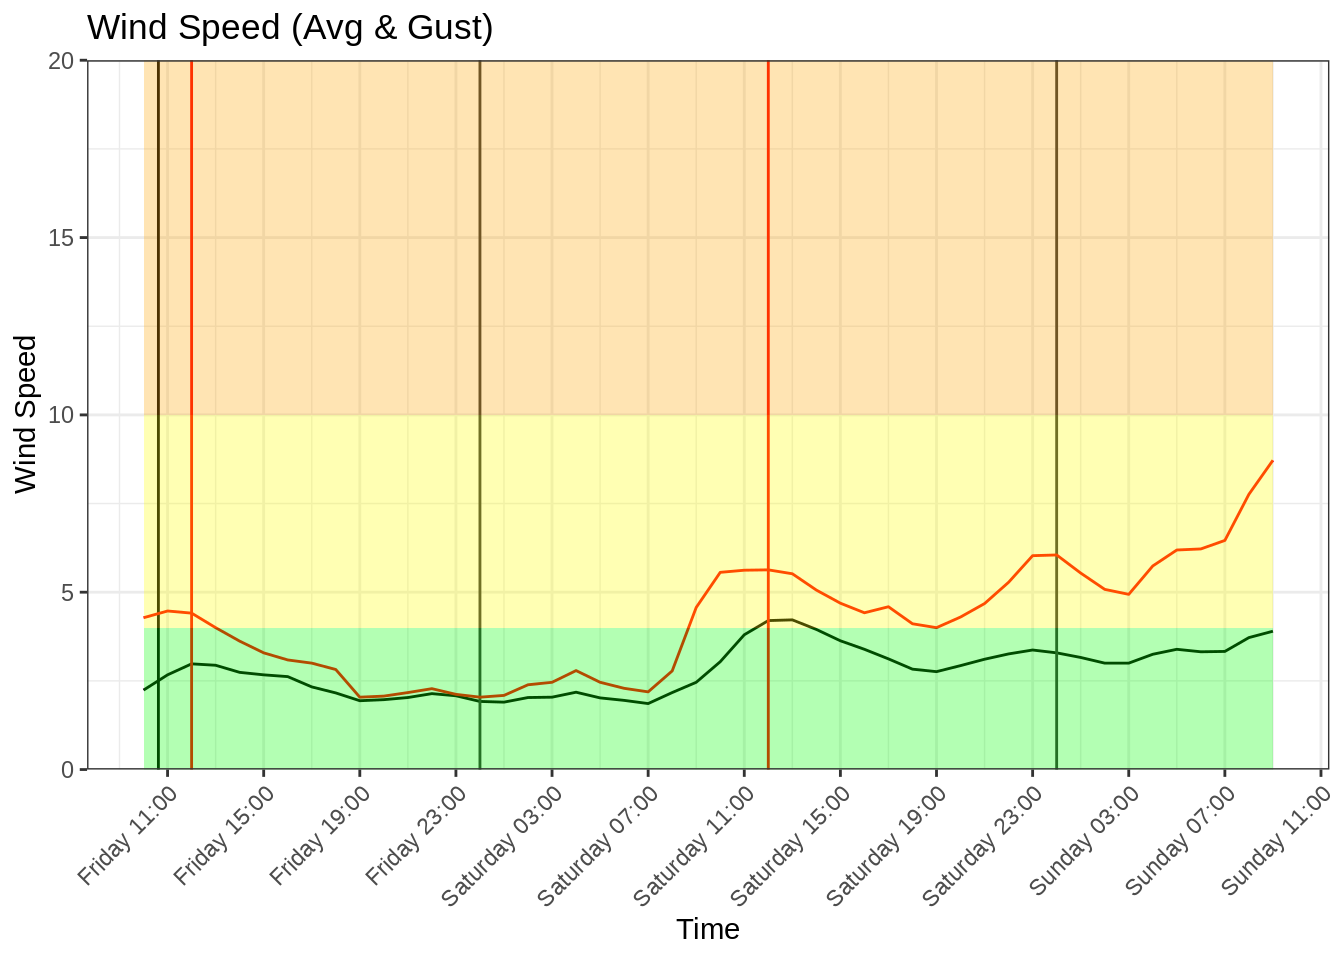 Wind Speed (Avg & Gust)
20
15
10
5
0
Wind Speed
Friday 11:00
Friday 15:00
Friday 19:00
Friday 23:00
Saturday 03:00
Saturday 07:00
Saturday 11:00
Saturday 15:00
Saturday 19:00
Saturday 23:00
Sunday 03:00
Sunday 07:00
Sunday 11:00
Time